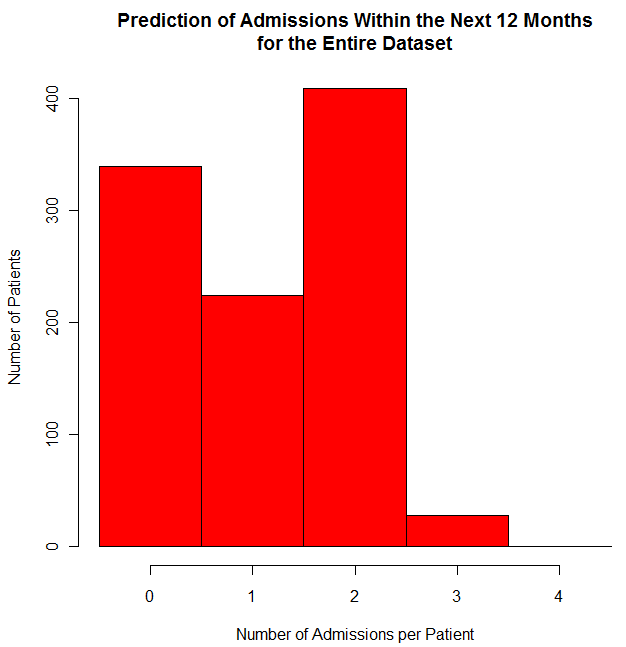 Prediction of Admissions Within the Next 12 Months
for the Entire Dataset
400
300
200
100
0
Number of Patients
0 1 2 3 4
Number of Admissions per Patient